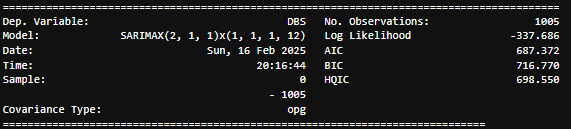 ==========================================================================================
Dep. Variable: DBS No. Observations: 1005
Model: SARIMAX(2, 1, 1)x(1, 1, 1, 12) Log Likelihood -337.686
Date: Sun, 16 Feb 2025 AIC 687.372
Time: 20:16:44 BIC 716.770
Sample: 0 HQIC 698.550
- 1005
Covariance Type: opg
==============================================================================